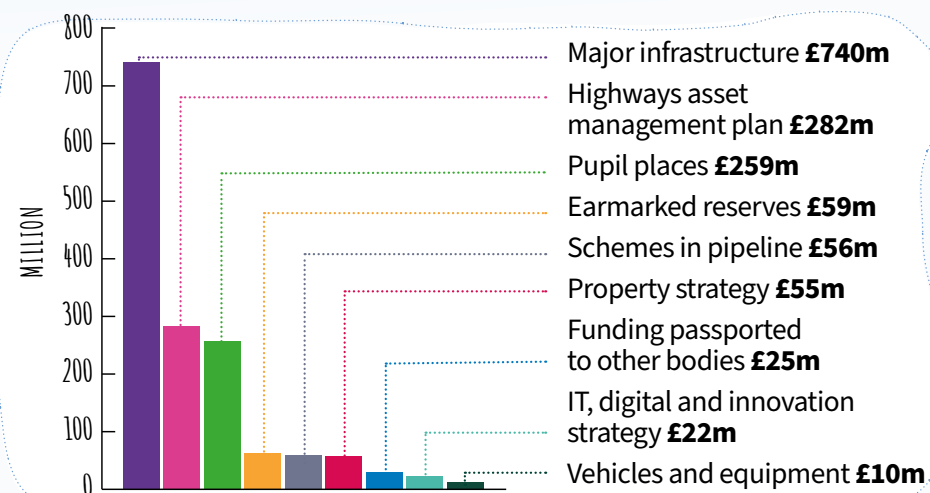 800
700
600
500
400
300
200
100
0
MILLION
Major infrastructure £740m
Highways asset
management plan £282m
Pupil places £259m
Earmarked reserves £59m
Schemes in pipeline £56m
Property strategy £55m
Funding passported
to other bodies £25m
IT, digital and innovation
strategy £22m
Vehicles and equipment £10m